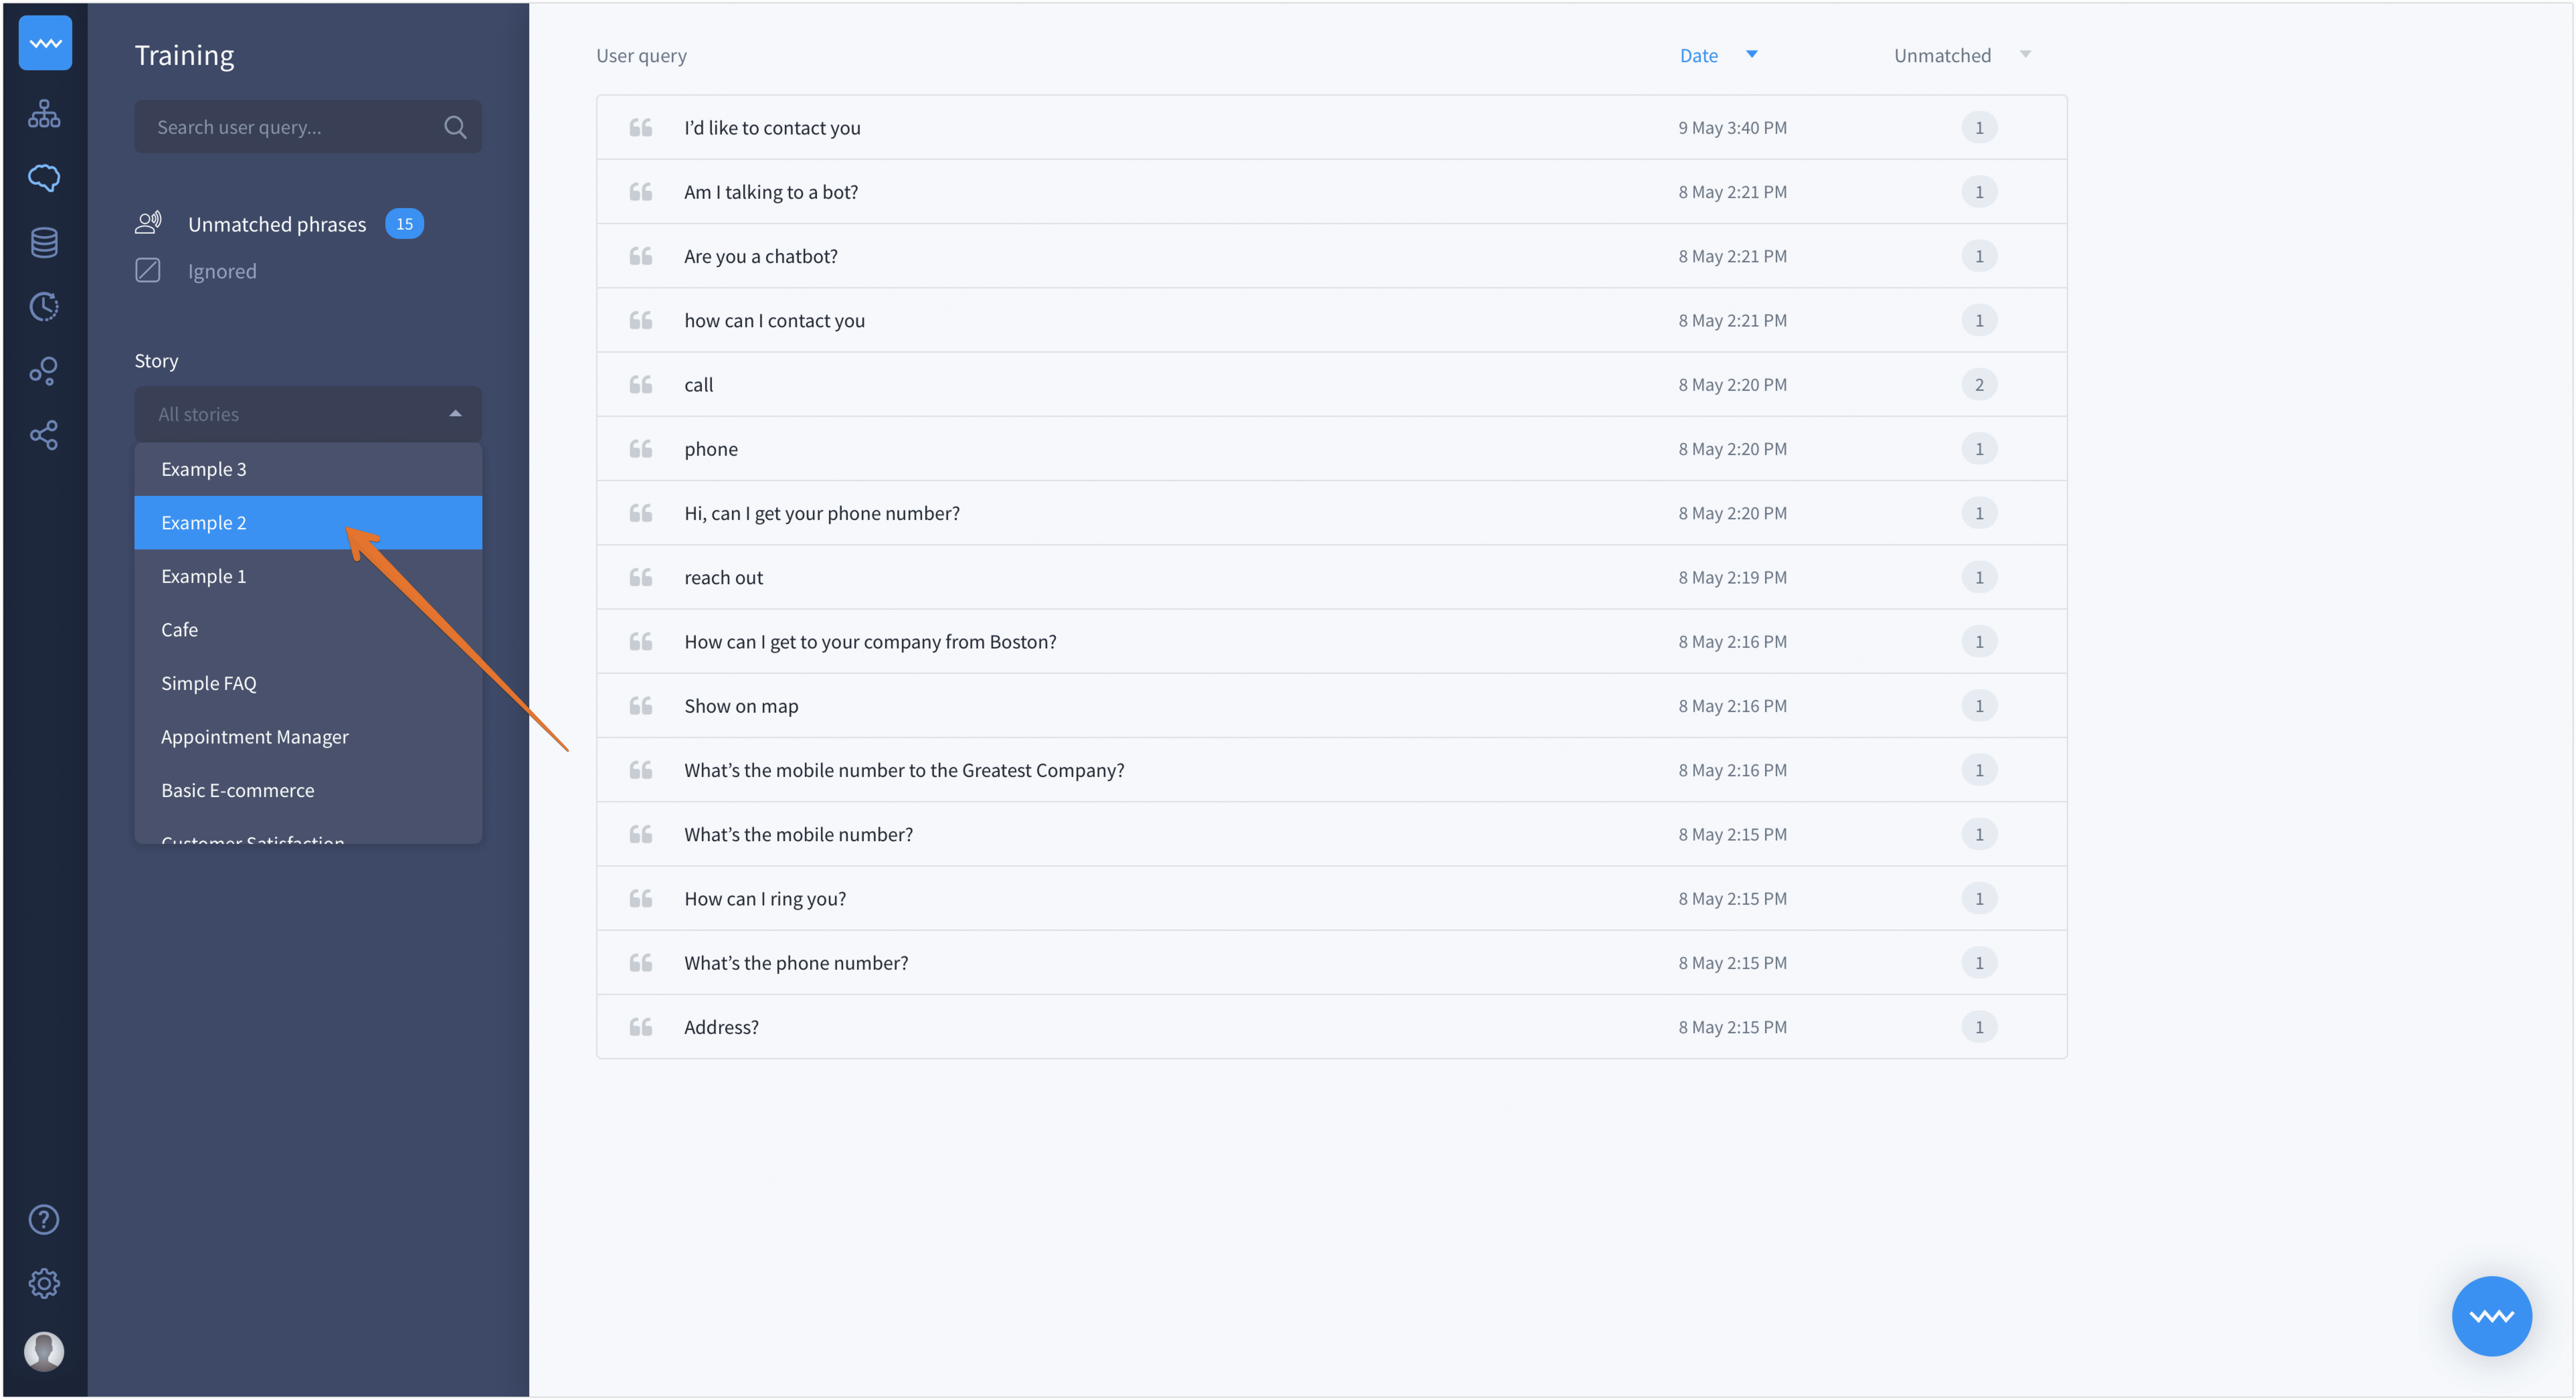 Training
Search user query...
Unmatched phrases 15
Ignored
Story
All stories
Example 3
Example 2
Example 1
Cafe
Simple FAQ
Appointment Manager
Basic E-commerce
Customer Satisfaction
User query Date Unmatched
I’d like to contact you 9 May 3:40 PM 1
Am I talking to a bot? 8 May 2:21 PM 1
Are you a chatbot? 8 May 2:21 PM 1
how can I contact you 8 May 2:21 PM 1
call 8 May 2:20 PM 2
phone 8 May 2:20 PM 1
Hi, can I get your phone number? 8 May 2:20 PM 1
reach out 8 May 2:19 PM 1
How can I get to your company from Boston? 8 May 2:16 PM 1
Show on map 8 May 2:16 PM 1
What’s the mobile number to the Greatest Company? 8 May 2:16 PM 1
What’s the mobile number? 8 May 2:15 PM 1
How can I ring you? 8 May 2:15 PM 1
What’s the phone number? 8 May 2:15 PM 1
Address? 8 May 2:15 PM 1